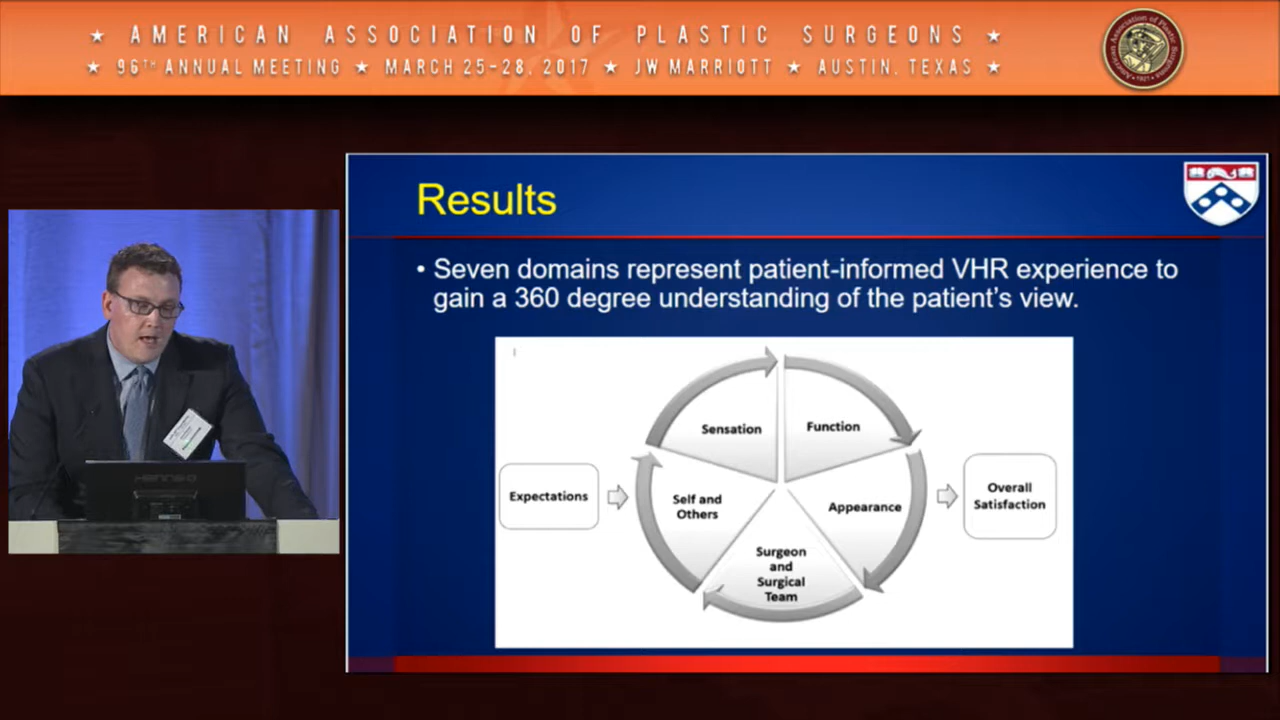 ★ AMERICAN ASSOCIATION OF PLASTIC SURGEONS ★
★ 96TH ANNUAL MEETING ★ MARCH 25-28, 2017 ★ JW MARRIOTT ★ AUSTIN, TEXAS ★
Results
• Seven domains represent patient-informed VHR experience to
gain a 360 degree understanding of the patient's view.
Sensation
Function
Expectations
Self and
Others
Appearance
Overall
Satisfaction
Surgeon
and
Surgical
Team